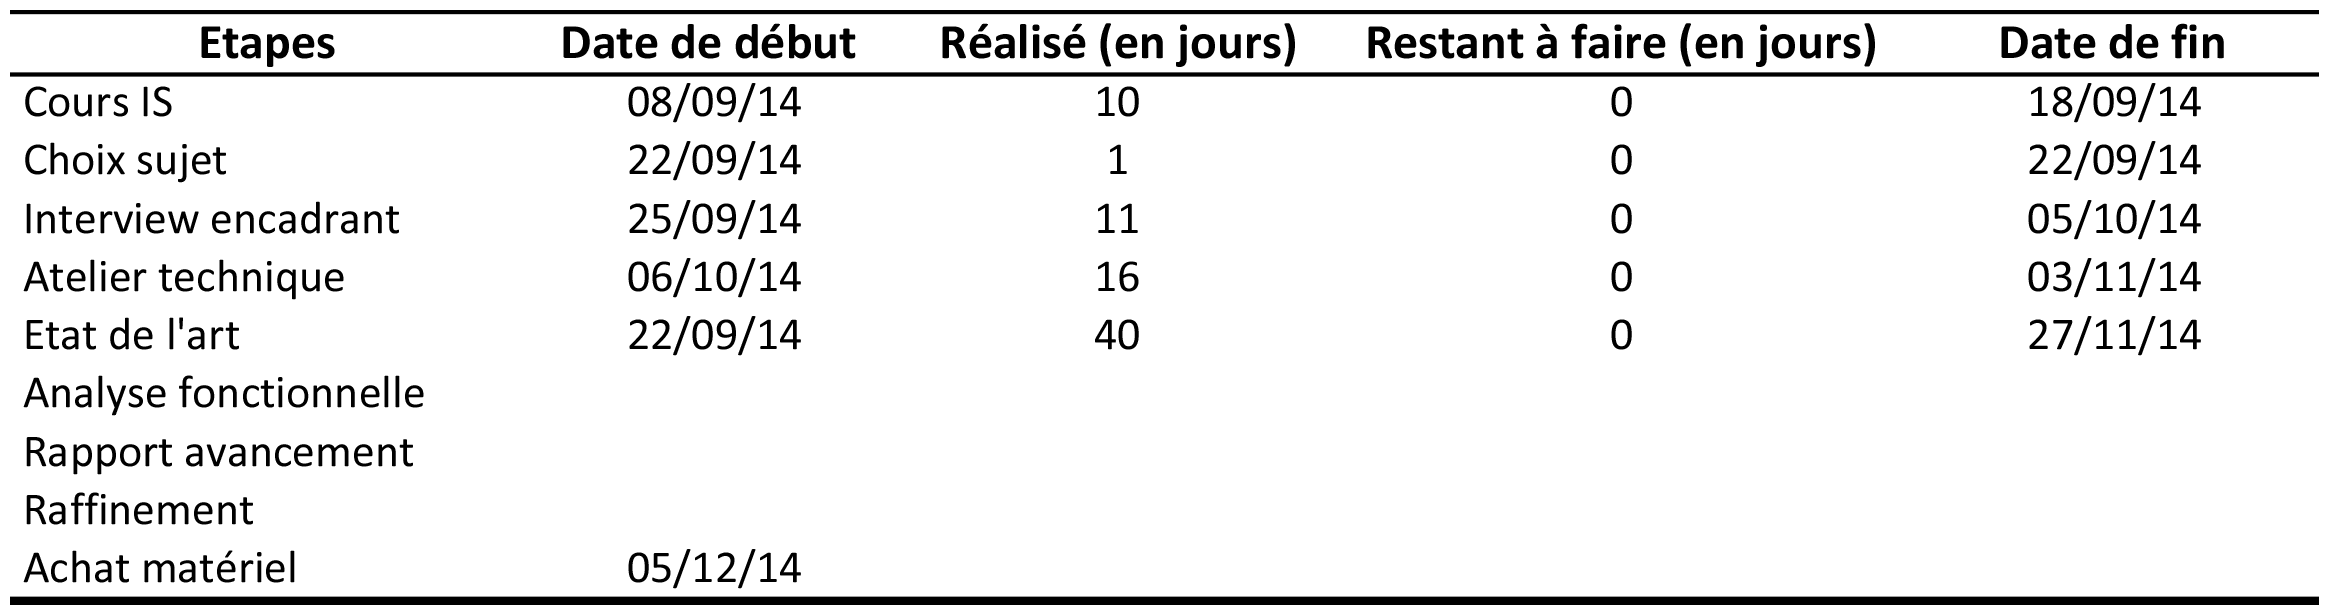 Etapes Date de début Réalisé (en jours) Restant à faire (en jours) Date de fin
Cours IS 08/09/14 10 0 18/09/14
Choix sujet 22/09/14 1 0 22/09/14
Interview encadrant 25/09/14 11 0 05/10/14
Atelier technique 06/10/14 16 0 03/11/14
Etat de l'art 22/09/14 40 0 27/11/14
Analyse fonctionnelle
Rapport avancement
Raffinement
Achat matériel 05/12/14